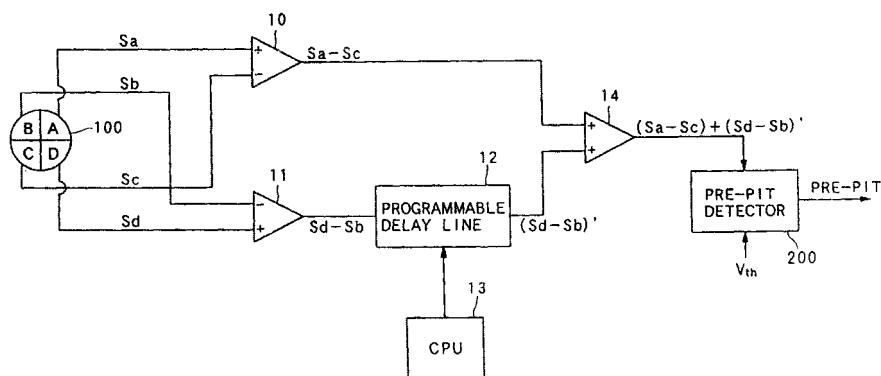 Sa
10
Sa-Sc
Sb
14
B A
C D
100
(Sa-Sc)+(Sd-Sb)'
12
11
PROGRAMMABLE
DELAY LINE
PRE-PIT
DETECTOR
PRE-PIT
Sc
Sd
Sd-Sb
(Sd-Sb)'
200
Vth
13
CPU
+
-
-
+
+
+